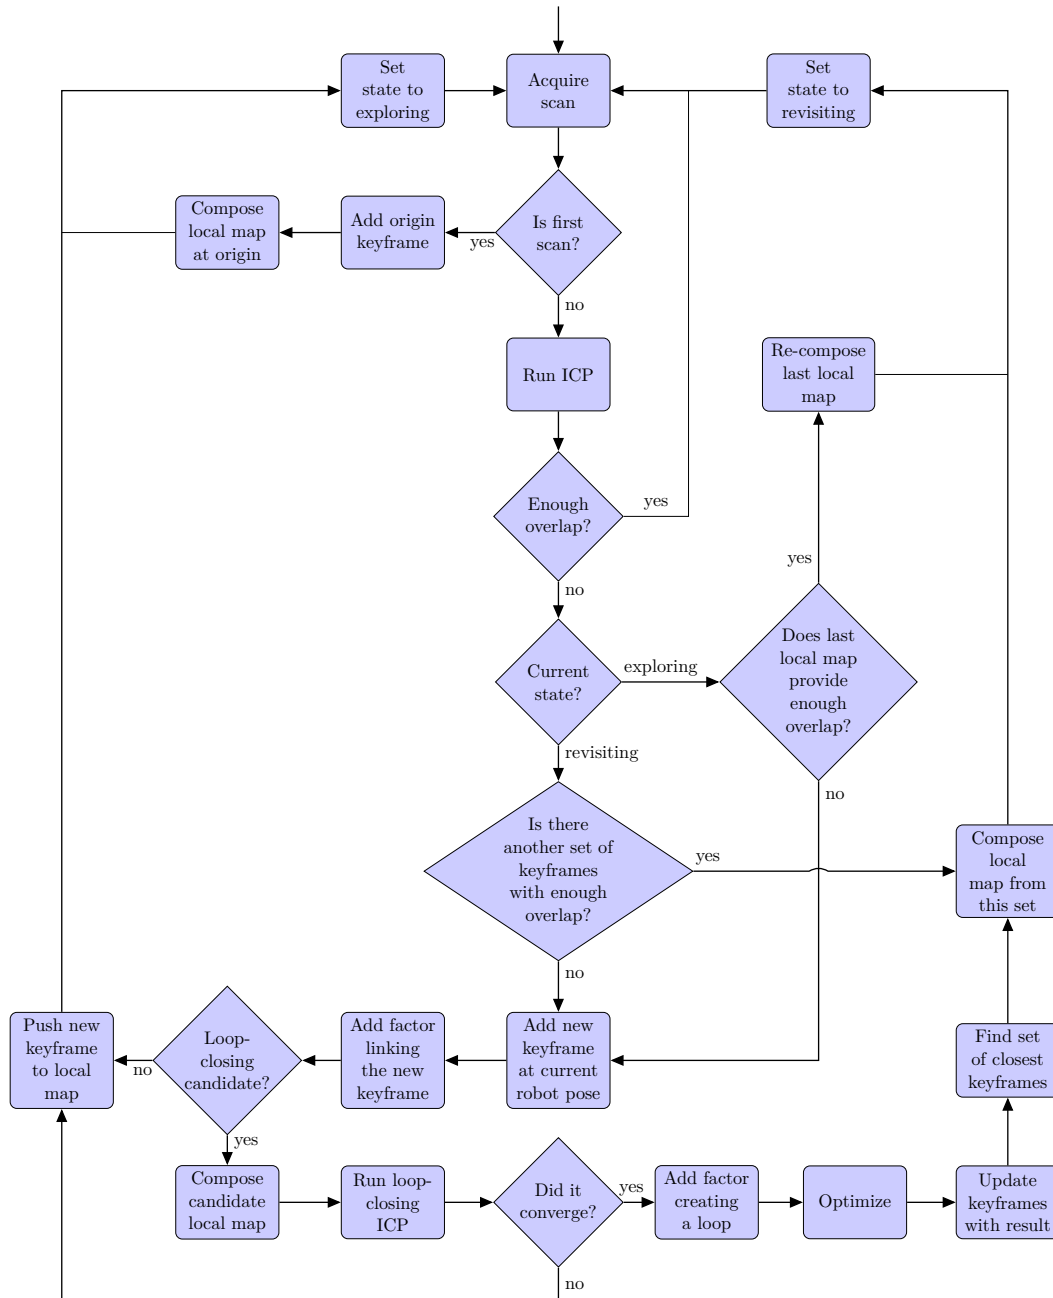 Set
state to
exploring
Acquire
scan
Set
state to
revisiting
Compose
local map
at origin
Add origin
keyframe
yes
Is first
scan?
no
Run ICP
Re-compose
last local
map
Enough
overlap?
yes
no
yes
Current
state?
exploring
Does last
local map
provide
enough
overlap?
revisiting
no
Is there
another set of
keyframes
with enough
overlap?
yes
Compose
local
map from
this set
no
Push new
keyframe
to local
map
no
Loop-
closing
candidate?
Add factor
linking
the new
keyframe
Add new
keyframe
at current
robot pose
Find set
of closest
keyframes
yes
Compose
candidate
local map
Run loop-
closing
ICP
Did it
converge?
yes
Add factor
creating
a loop
Optimize
Update
keyframes
with result
no